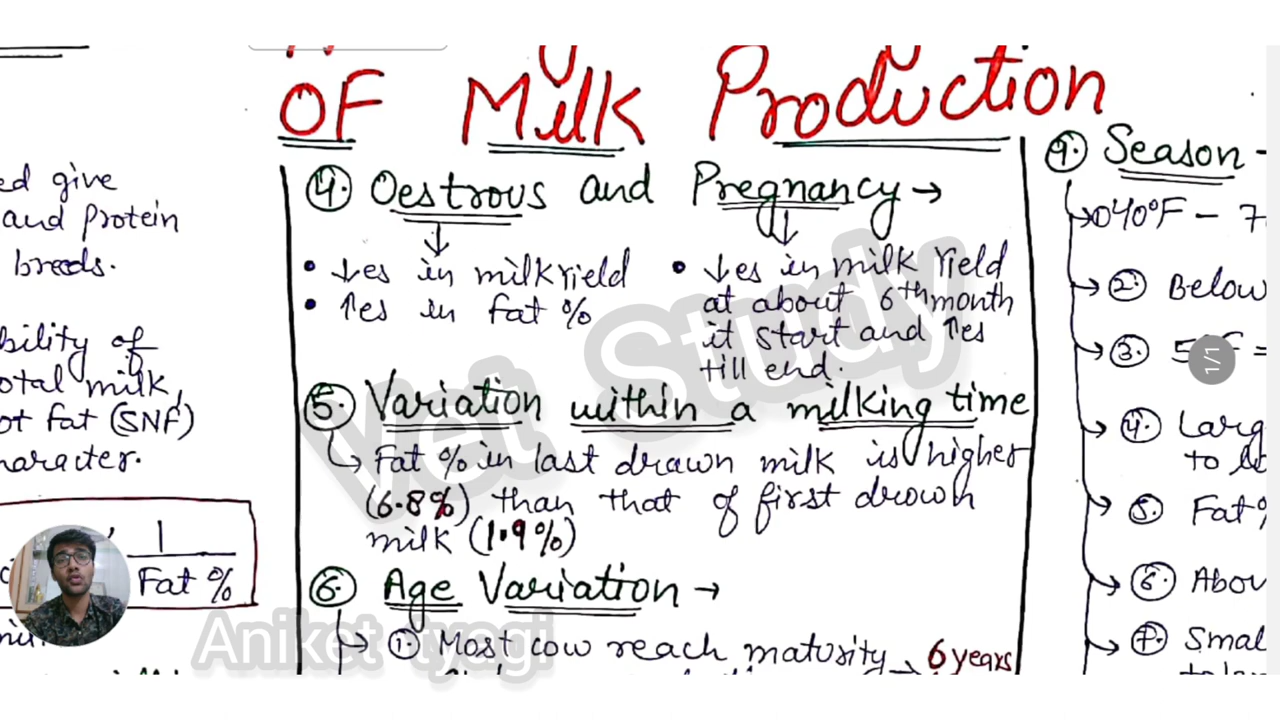 OF Milk Production
ed give
and Protein
breeds.
bility of
otal milk,
ot fat (SNF)
haracter.
1
Fat %
④. Oestrous and Pregnancy →
• ↓es in milk yield
• ↑es in fat %
• ↓es in milk yield
at about 6th month
it start and ↑es
till end.
⑤. Variation within a milking time
↳ Fat % in last drawn milk is higher
(6.8%) than that of first drown
milk (1.9%)
⑥. Age Variation →
①. Most cow reach maturity → 6 years
⑨. Season -
40°F - 7
②. Below
③. 5
1/1
④. Larg
to
⑤. Fat %
⑥. Abov
⑦. Smal
Vet Study
Aniket tyagi